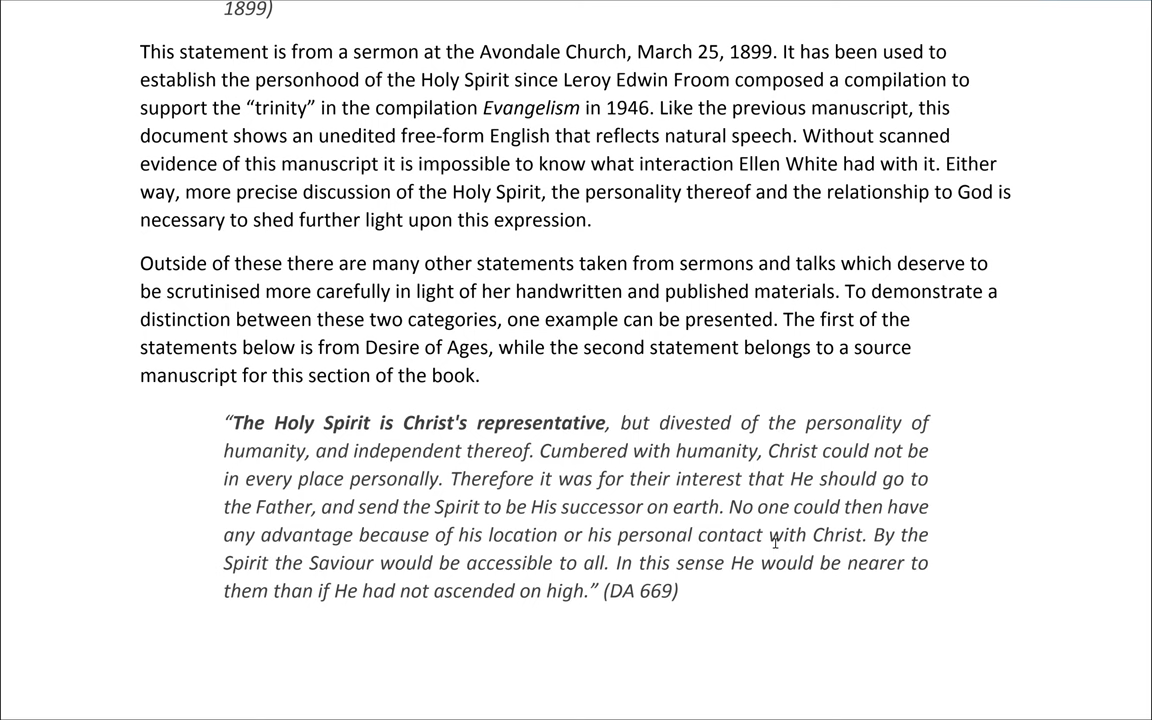 1899)
This statement is from a sermon at the Avondale Church, March 25, 1899. It has been used to
establish the personhood of the Holy Spirit since Leroy Edwin Froom composed a compilation to
support the “trinity” in the compilation Evangelism in 1946. Like the previous manuscript, this
document shows an unedited free-form English that reflects natural speech. Without scanned
evidence of this manuscript it is impossible to know what interaction Ellen White had with it. Either
way, more precise discussion of the Holy Spirit, the personality thereof and the relationship to God is
necessary to shed further light upon this expression.
Outside of these there are many other statements taken from sermons and talks which deserve to
be scrutinised more carefully in light of her handwritten and published materials. To demonstrate a
distinction between these two categories, one example can be presented. The first of the
statements below is from Desire of Ages, while the second statement belongs to a source
manuscript for this section of the book.
“The Holy Spirit is Christ's representative, but divested of the personality of
humanity, and independent thereof. Cumbered with humanity, Christ could not be
in every place personally. Therefore it was for their interest that He should go to
the Father, and send the Spirit to be His successor on earth. No one could then have
any advantage because of his location or his personal contact with Christ. By the
Spirit the Saviour would be accessible to all. In this sense He would be nearer to
them than if He had not ascended on high.” (DA 669)